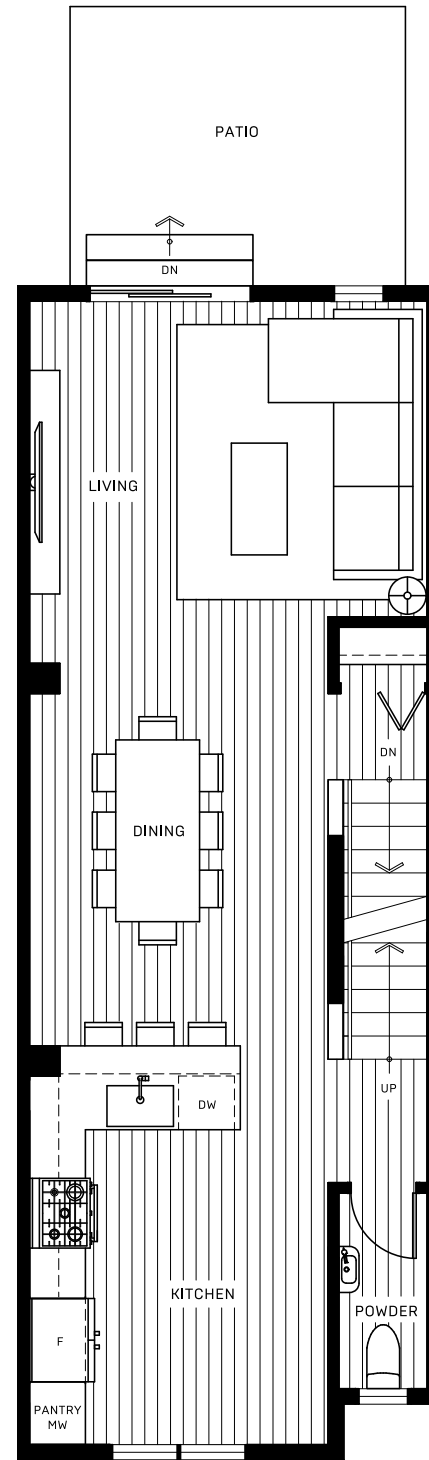 PATIO
DN
LIVING
DN
DINING
UP
DW
KITCHEN
POWDER
F
PANTRY
MW